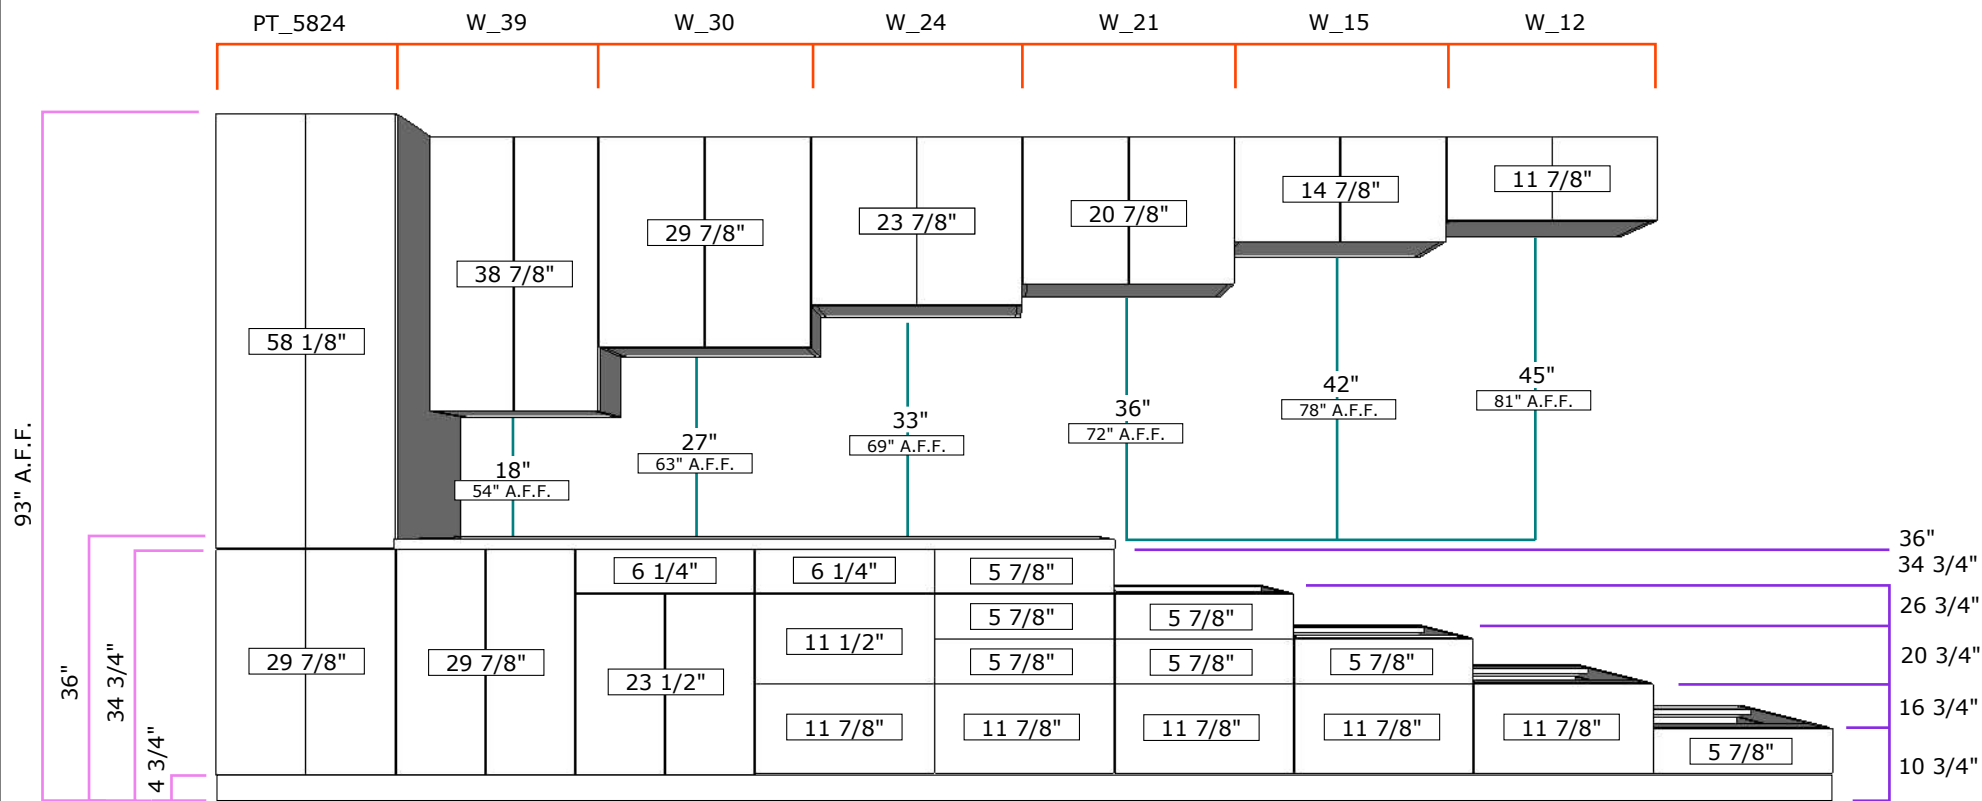 PT_5824 W_39 W_30 W_24 W_21 W_15 W_12
11 7/8"
14 7/8"
20 7/8"
23 7/8"
29 7/8"
38 7/8"
58 1/8"
45"
81" A.F.F.
42"
78" A.F.F.
36"
72" A.F.F.
33"
69" A.F.F.
27"
63" A.F.F.
18"
54" A.F.F.
93" A.F.F.
36"
34 3/4"
4 3/4"
6 1/4" 6 1/4" 5 7/8"
5 7/8" 5 7/8"
11 1/2"
29 7/8" 29 7/8" 5 7/8" 5 7/8" 5 7/8"
23 1/2"
11 7/8" 11 7/8" 11 7/8" 11 7/8" 11 7/8"
5 7/8"
36"
34 3/4"
26 3/4"
20 3/4"
16 3/4"
10 3/4"